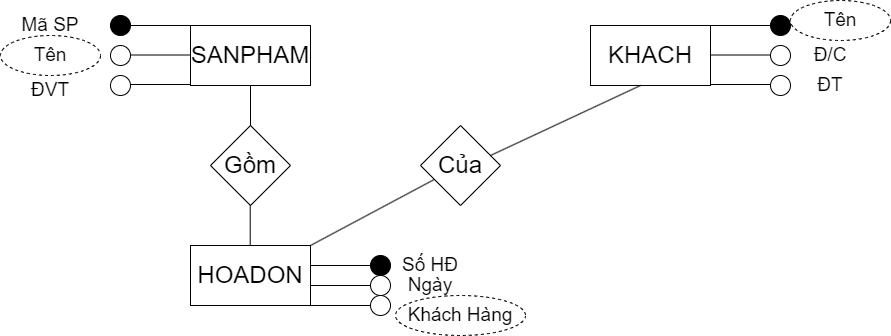 Mã SP
Tên
ĐVT
SANPHAM
KHACH
Tên
Đ/C
ĐT
Gồm
Của
HOADON
Số HĐ
Ngày
Khách Hàng